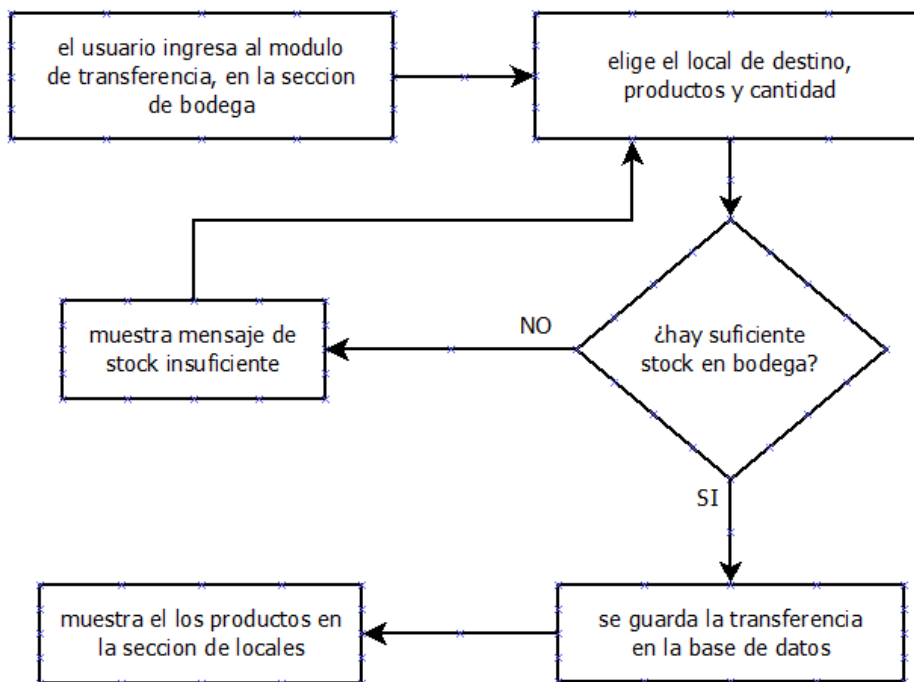 el usuario ingresa al modulo
de transferencia, en la seccion
de bodega
elige el local de destino,
productos y cantidad
¿hay suficiente
stock en bodega?
NO
muestra mensaje de
stock insuficiente
SI
se guarda la transferencia
en la base de datos
muestra el los productos en
la seccion de locales